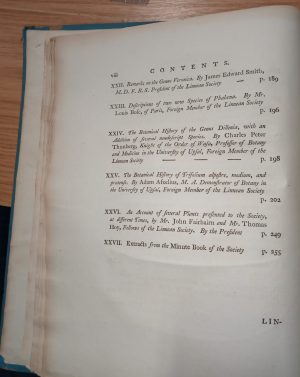 viii
CONTENTS.
XXII. Remarks on the Genus Veronica. By James Edward Smith,
M. D. F. R. S. President of the Linnean Society — p. 189
XXIII. Descriptions of two new Species of Phalæna. By Mr.
Louis Bosc, of Paris, Foreign Member of the Linnean Society
p. 196
XXIV. The Botanical History of the Genus Dillenia, with an
Addition of several nondescript Species. By Charles Peter
Thunberg, Knight of the Order of Wasa, Professor of Botany
and Medicine in the University of Upsal, Foreign Member of the
Linnean Society — — p. 198
XXV. The Botanical History of Trifolium alpestre, medium, and
pratense. By Adam Afzelius, M. A. Demonstrator of Botany in
the University of Upsal, Foreign Member of the Linnean Society
p. 202
XXVI. An Account of several Plants presented to the Society,
at different Times, by Mr. John Fairbairn and Mr. Thomas
Hoy, Fellows of the Linnean Society. By the President
p. 249
XXVII. Extracts from the Minute Book of the Society
p. 255
LIN-